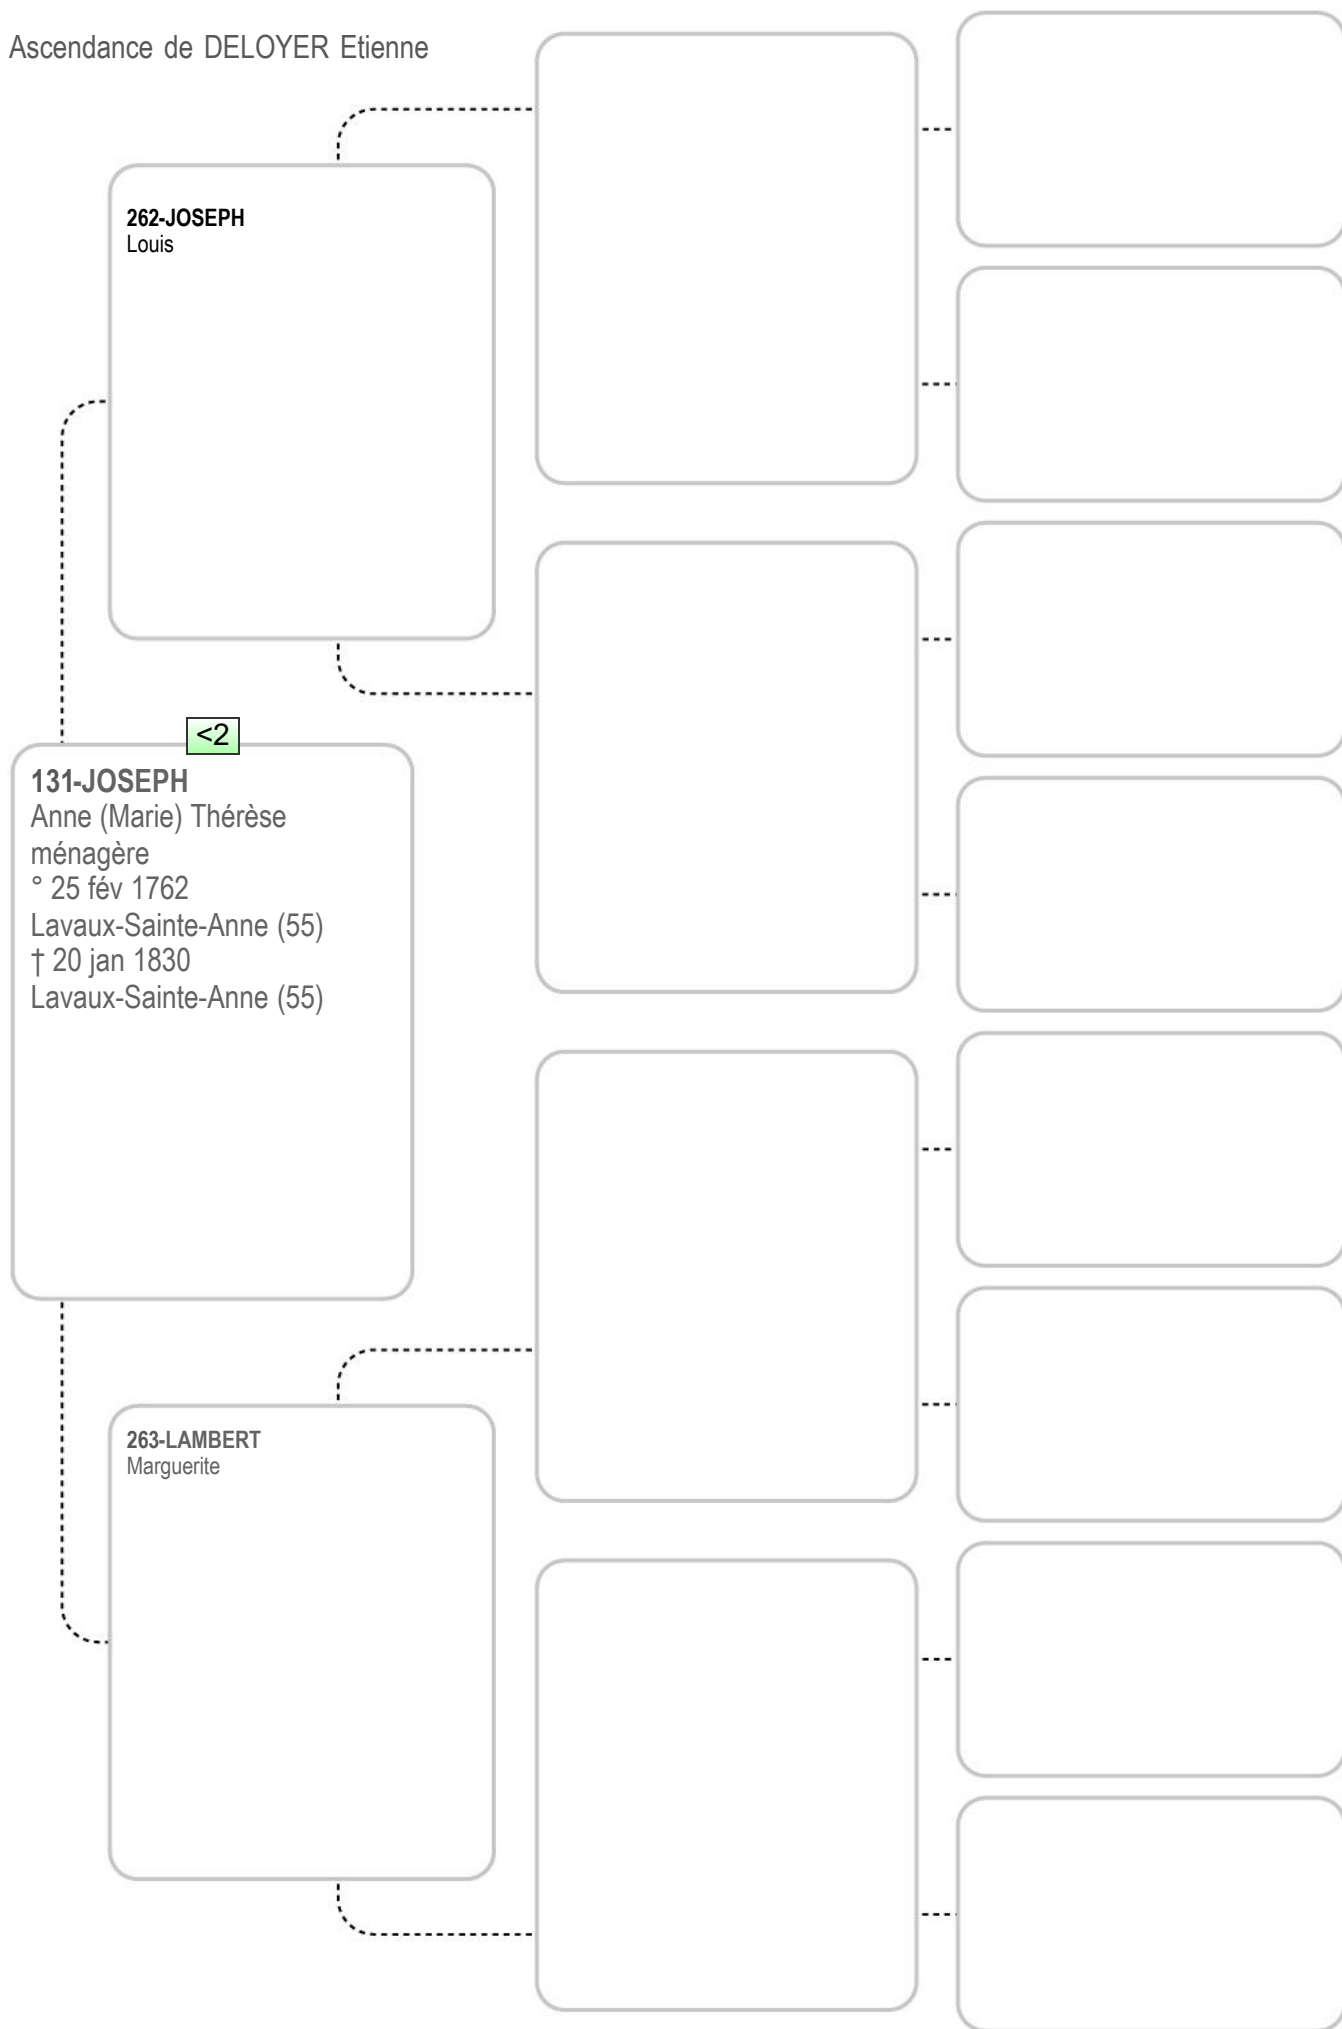 Ascendance de DELOYER Etienne
262-JOSEPH
Louis
<2
131-JOSEPH
Anne (Marie) Thérèse
ménagère
° 25 fév 1762
Lavaux-Sainte-Anne (55)
† 20 jan 1830
Lavaux-Sainte-Anne (55)
263-LAMBERT
Marguerite